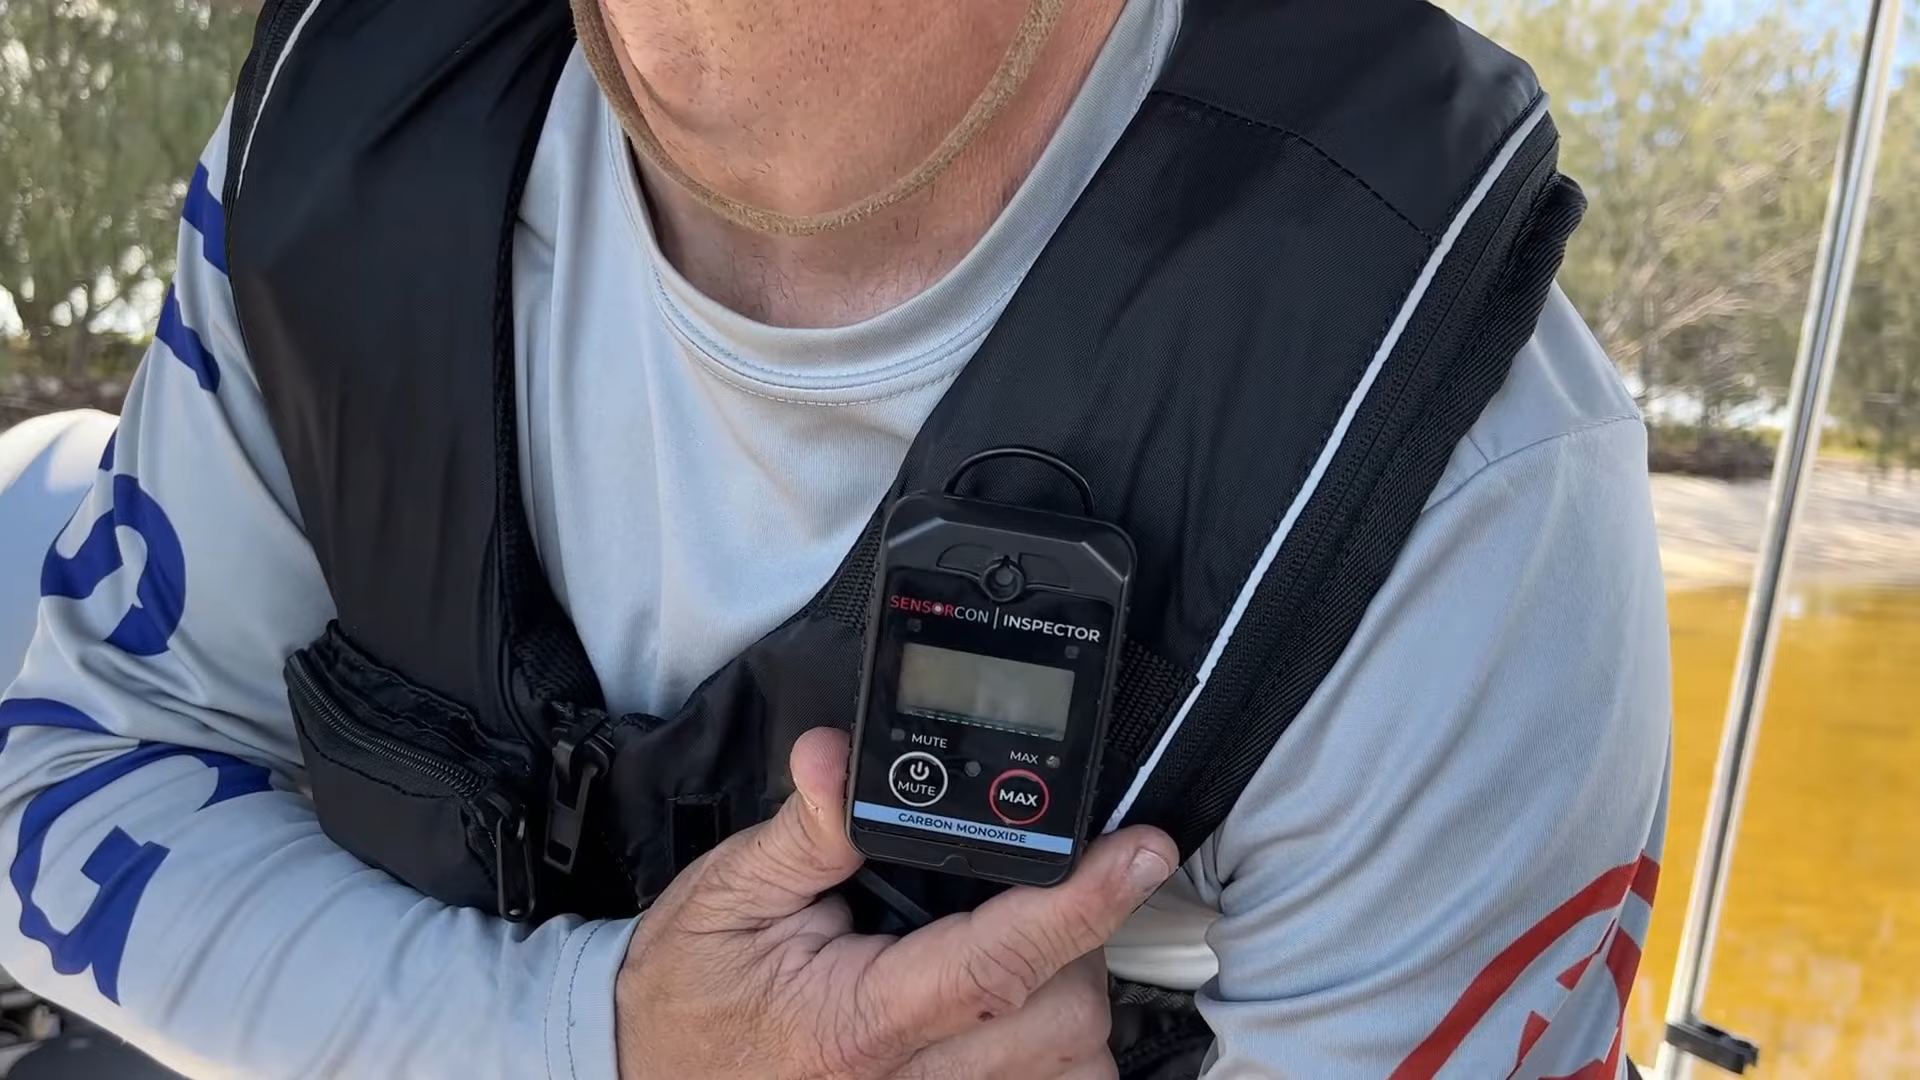 SENSORCON | INSPECTOR
MUTE
MAX
MUTE
MAX
CARBON MONOXIDE